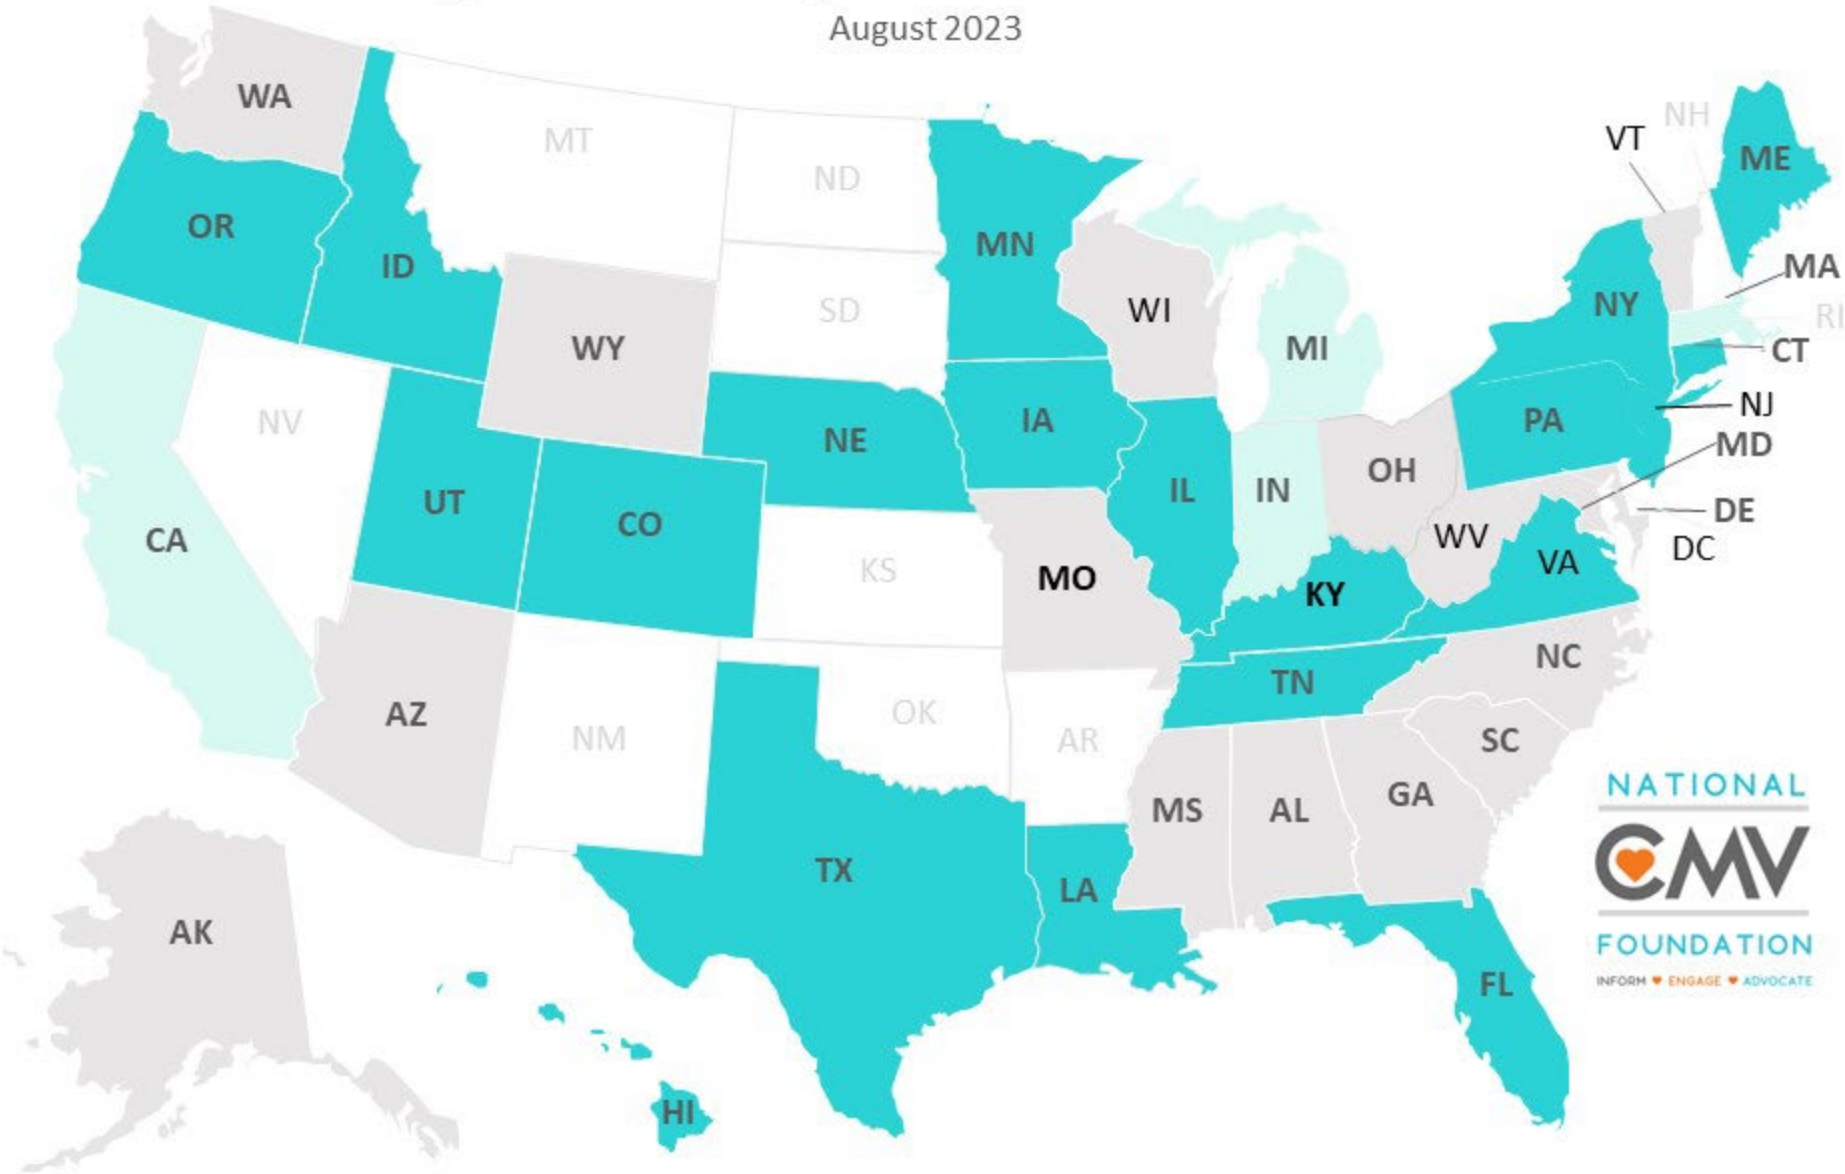 August 2023
WA
MT
ND
MN
VT
NH
ME
OR
ID
WY
SD
WI
MI
NY
MA
RI
CT
NV
UT
CO
NE
IA
IL
IN
OH
PA
NJ
MD
DE
DC
CA
KS
MO
KY
WV
VA
AZ
NM
OK
AR
TN
NC
SC
MS
AL
GA
TX
LA
FL
AK
HI
NATIONAL
CMV
FOUNDATION
INFORM ♥ ENGAGE ♥ ADVOCATE